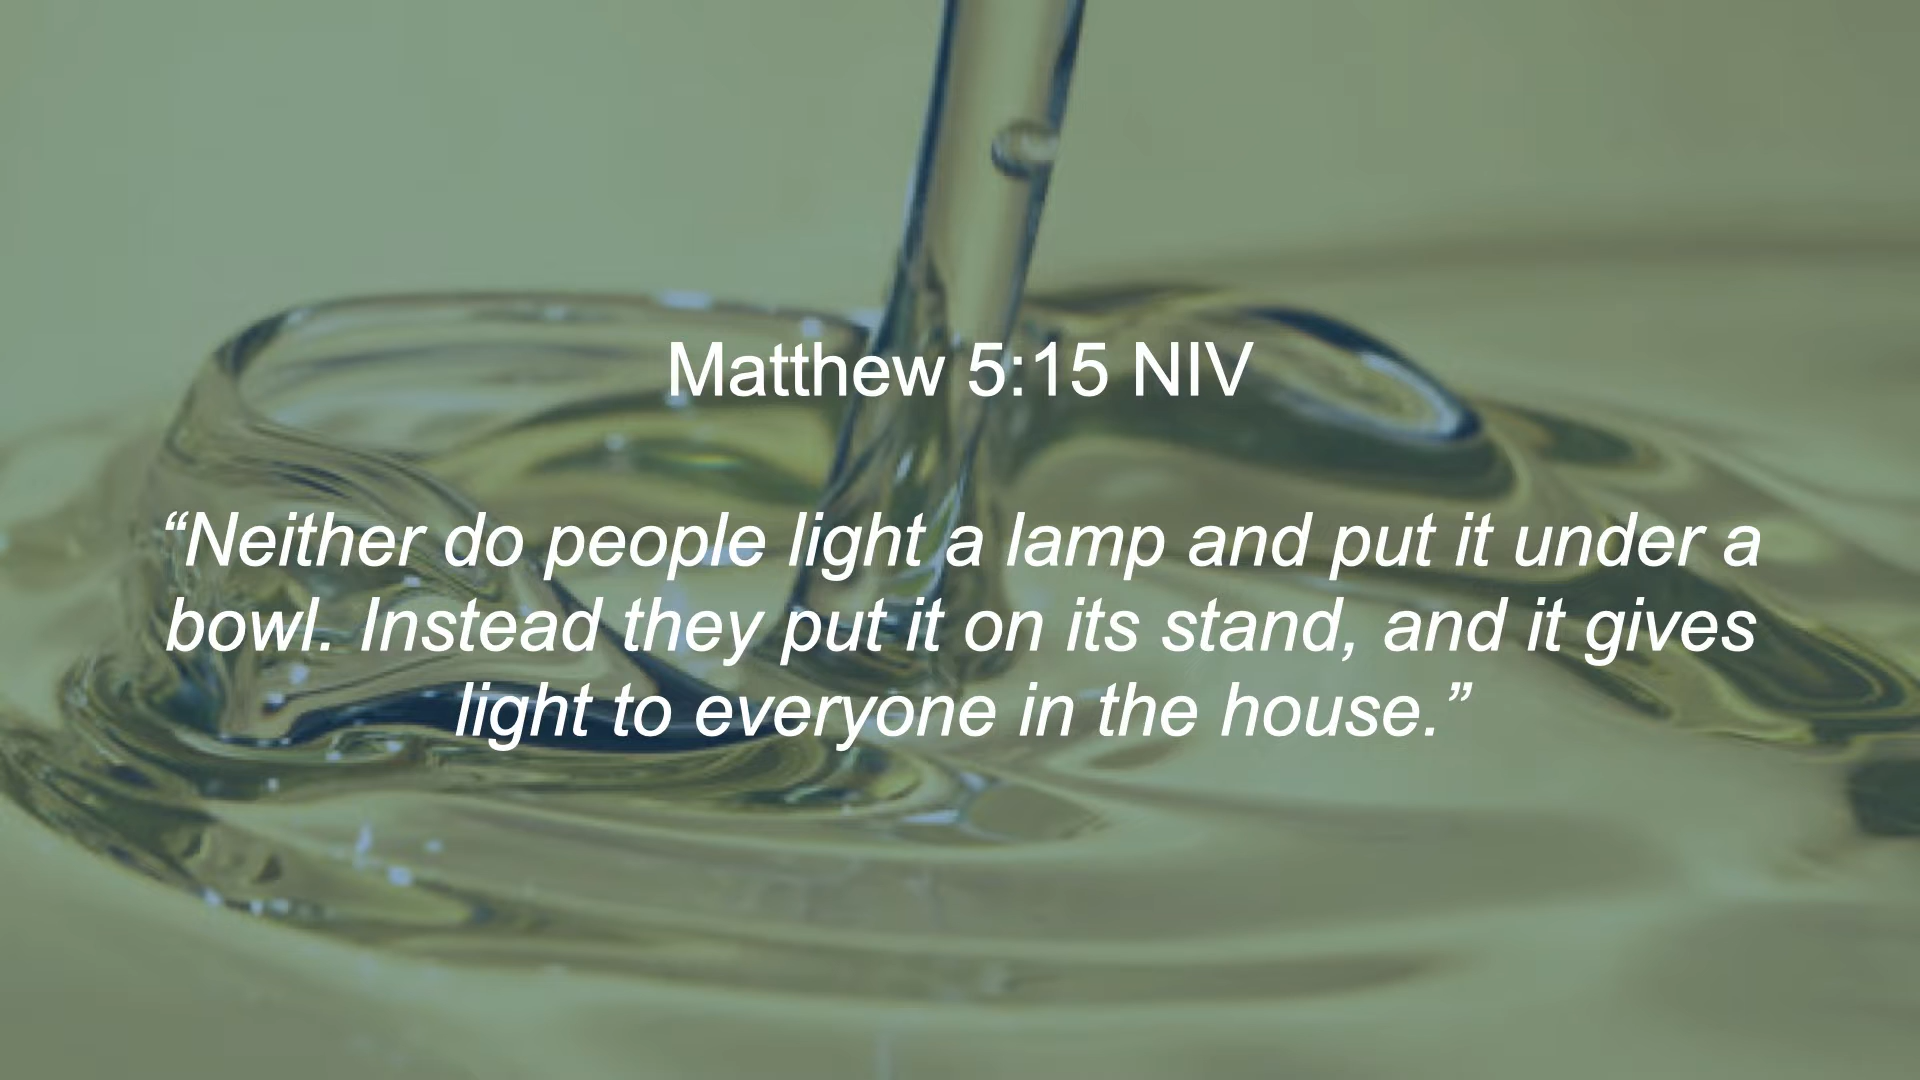 Matthew 5:15 NIV
“Neither do people light a lamp and put it under a
bowl. Instead they put it on its stand, and it gives
light to everyone in the house.”